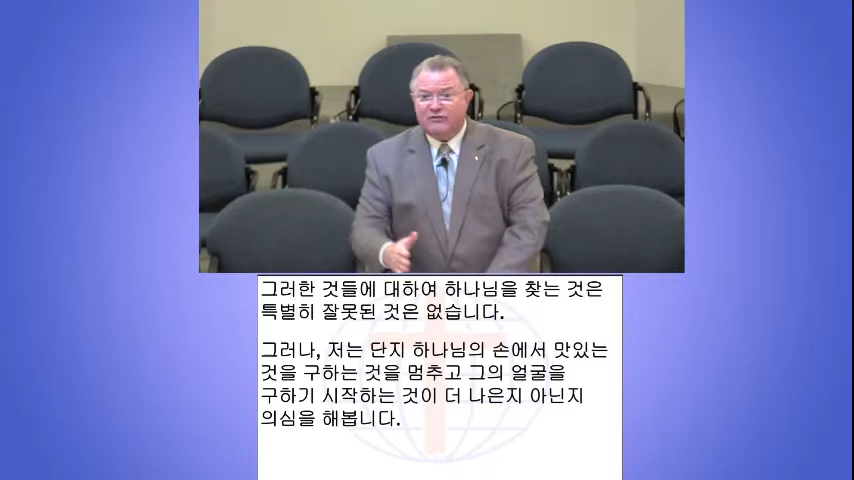 그러한 것들에 대하여 하나님을 찾는 것은
특별히 잘못된 것은 없습니다.
그러나, 저는 단지 하나님의 손에서 맛있는
것을 구하는 것을 멈추고 그의 얼굴을
구하기 시작하는 것이 더 나은지 아닌지
의심을 해봅니다.